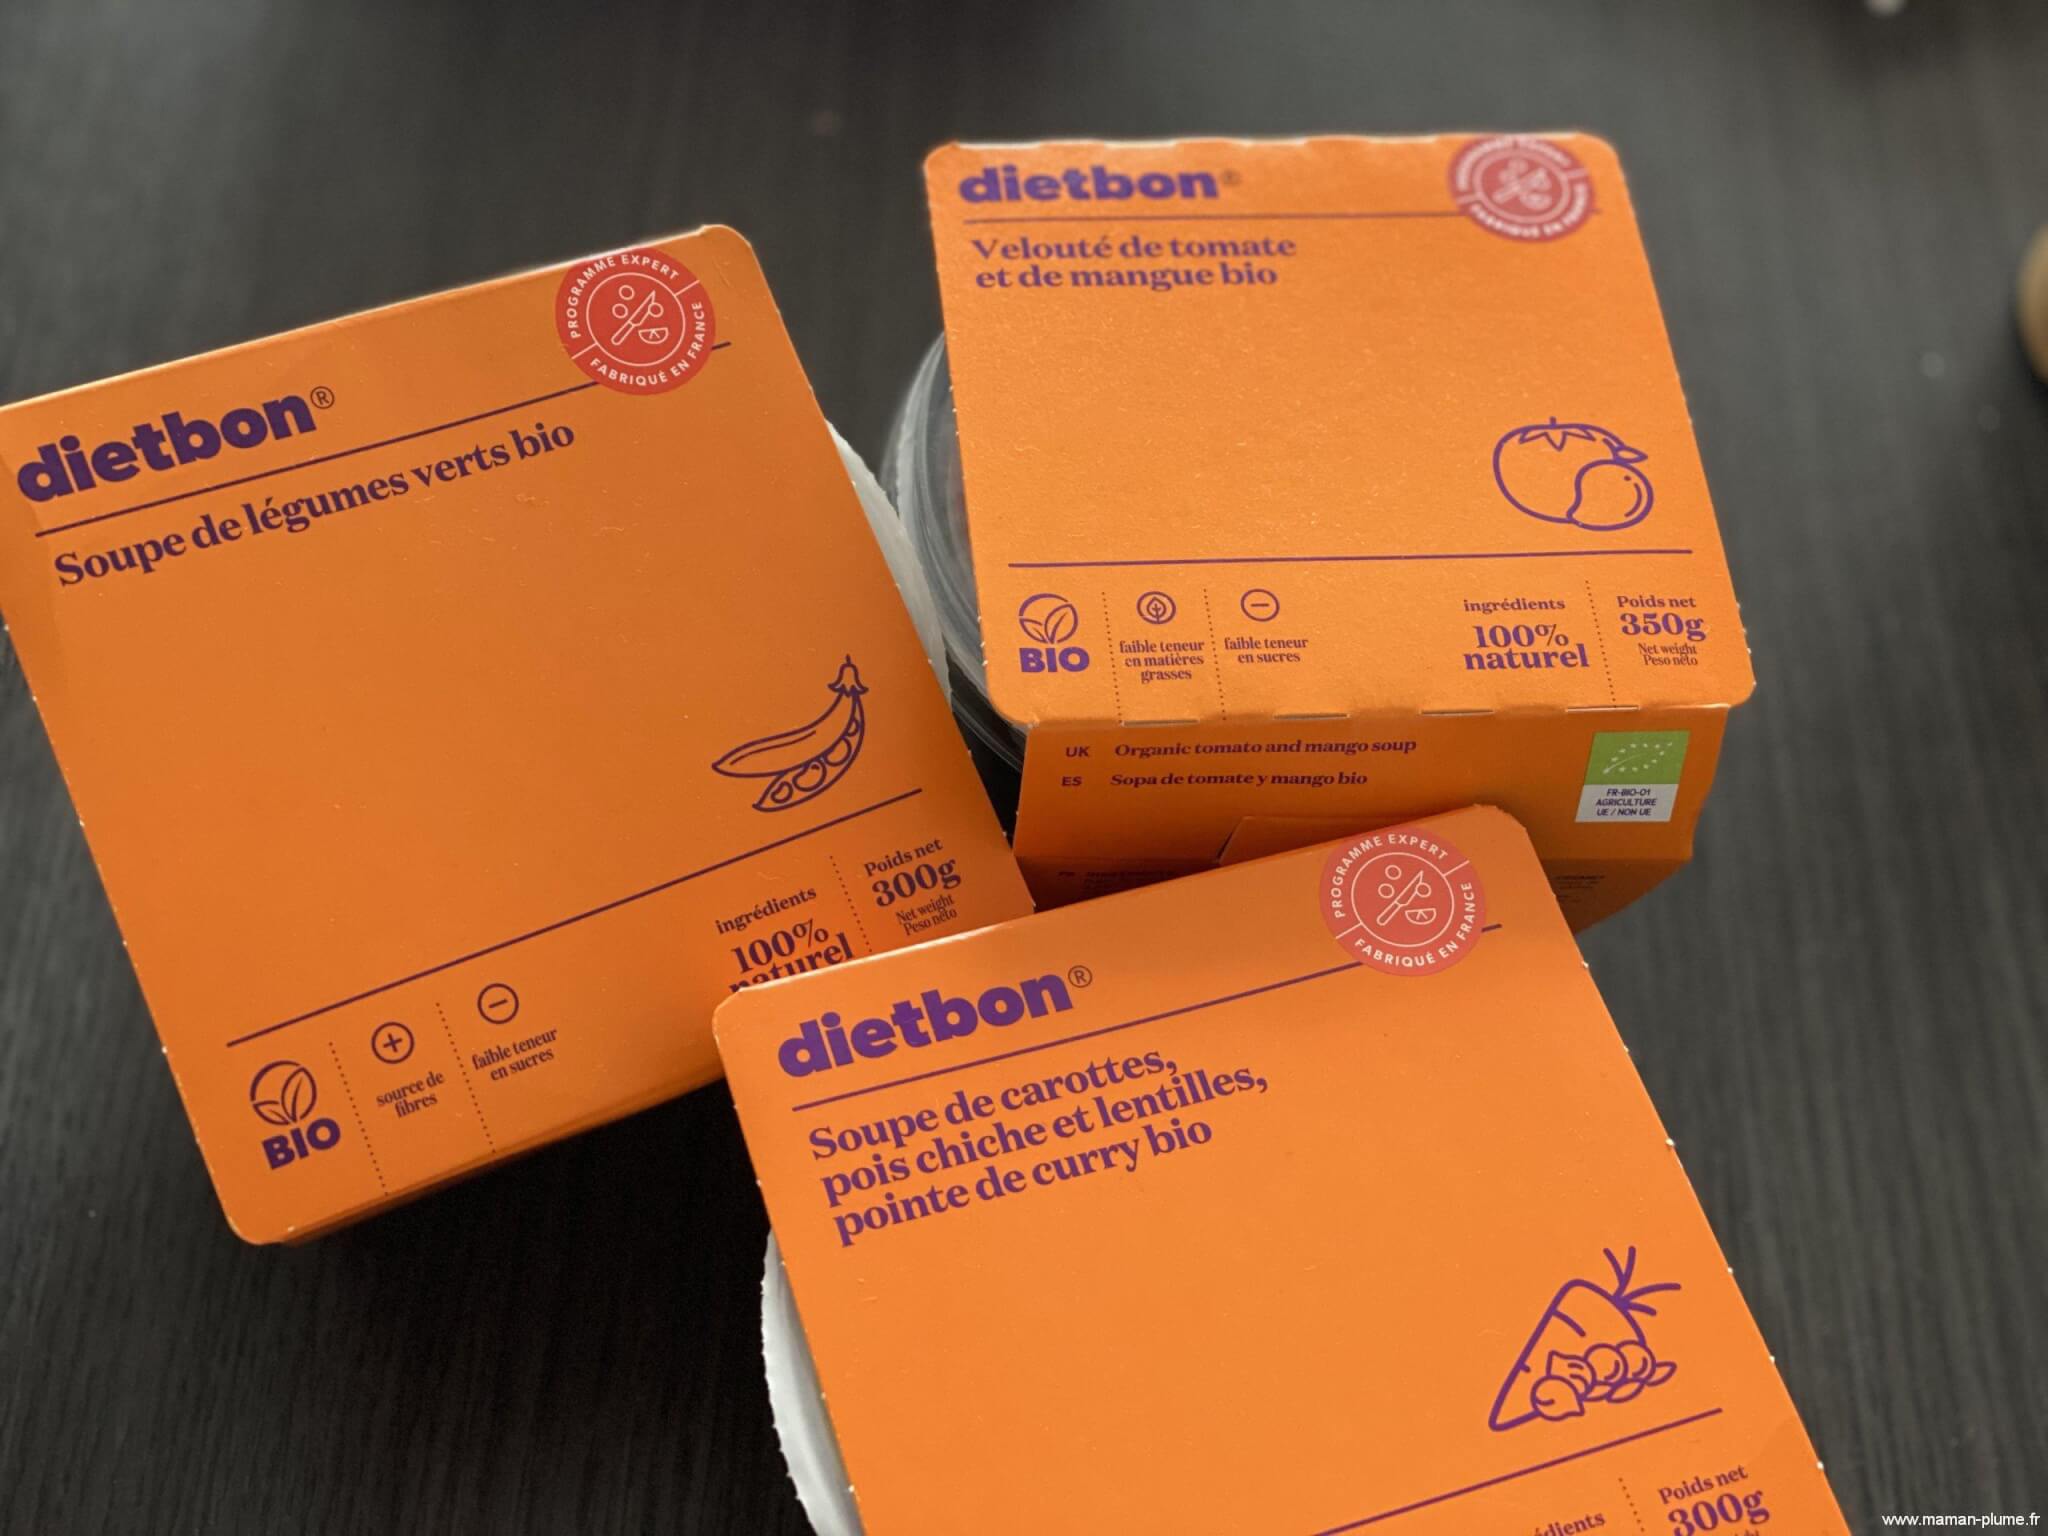 dietbon®
PROGRAMME EXPERT
FABRIQUÉ EN FRANCE
Soupe de légumes verts bio
BIO
source de
fibres
faible teneur
en sucres
ingrédients
100%
naturel
Poids net
300g
Net weight
Peso neto
dietbon®
FABRIQUÉ EN FRANCE
Velouté de tomate
et de mangue bio
BIO
faible teneur
en matières
grasses
faible teneur
en sucres
ingrédients
100%
naturel
Poids net
350g
Net weight
Peso neto
UK Organic tomato and mango soup
ES Sopa de tomate y mango bio
FR-BIO-01
AGRICULTURE
UE / NON UE
dietbon®
PROGRAMME EXPERT
FABRIQUÉ EN FRANCE
Soupe de carottes,
pois chiche et lentilles,
pointe de curry bio
Poids net
300g
www.maman-plume.fr